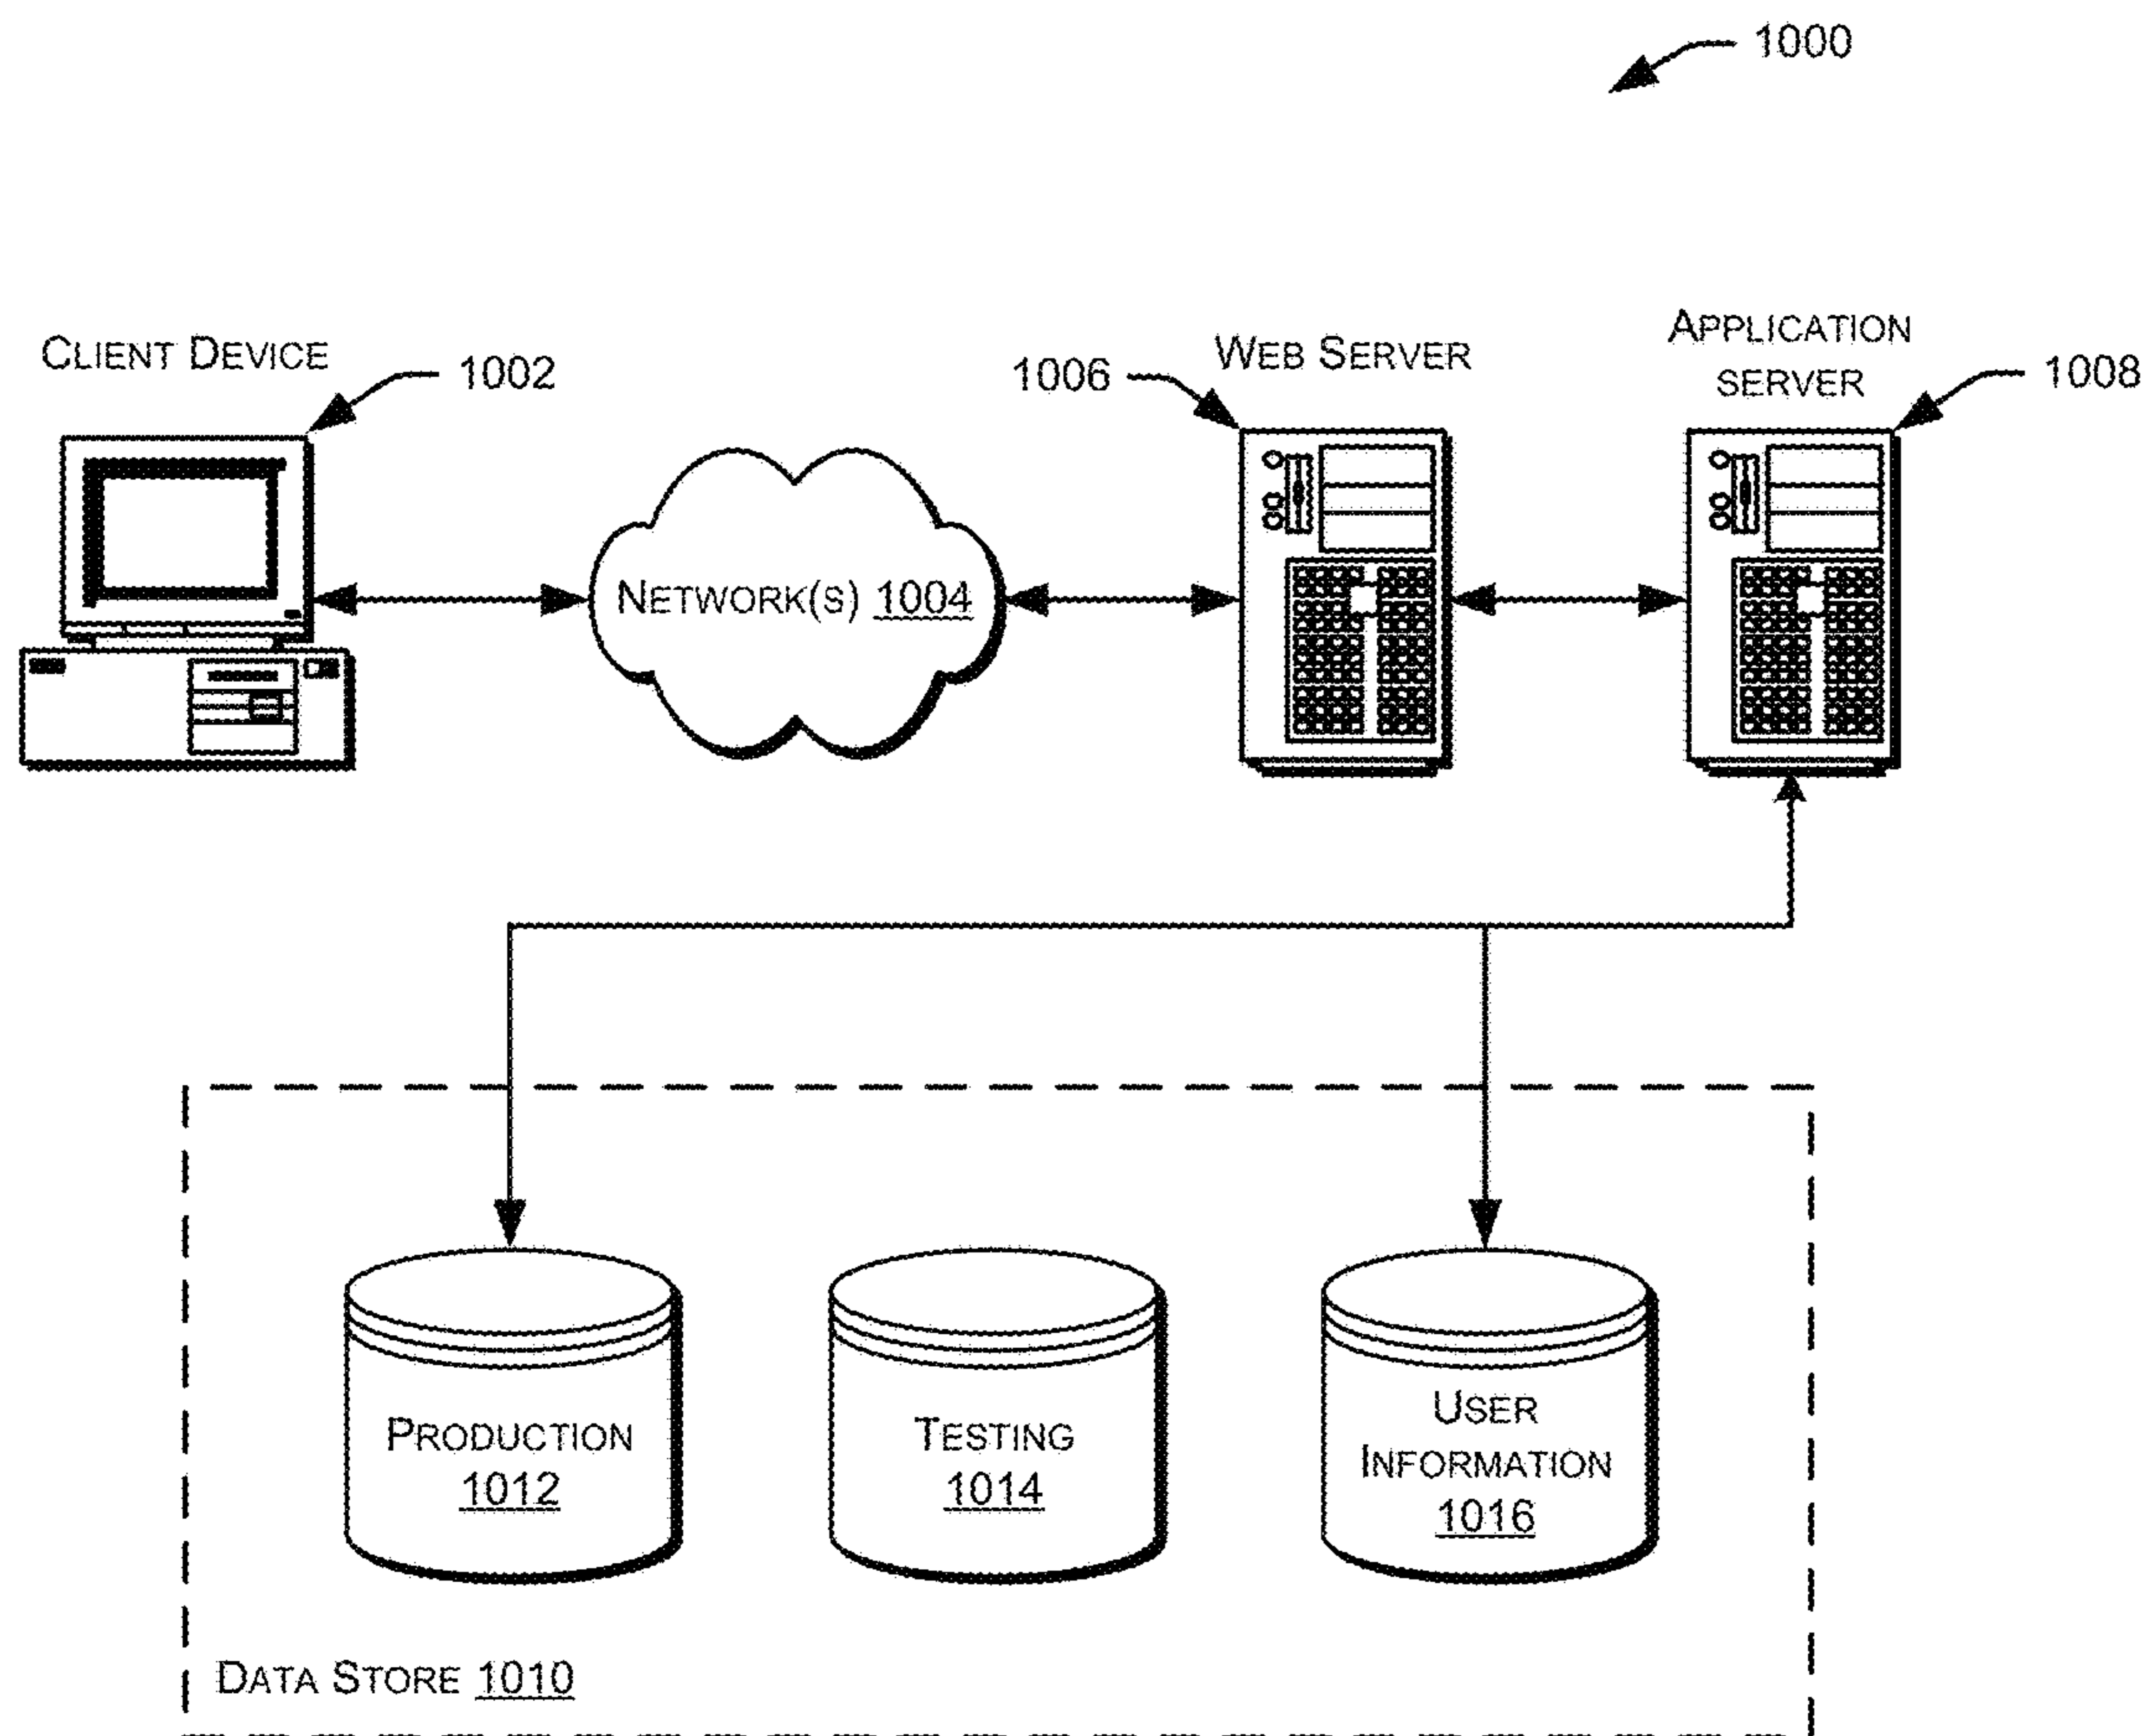 1000
CLIENT DEVICE
1002
1006
WEB SERVER
APPLICATION
SERVER
1008
NETWORK(S) 1004
PRODUCTION
1012
TESTING
1014
USER
INFORMATION
1016
DATA STORE 1010